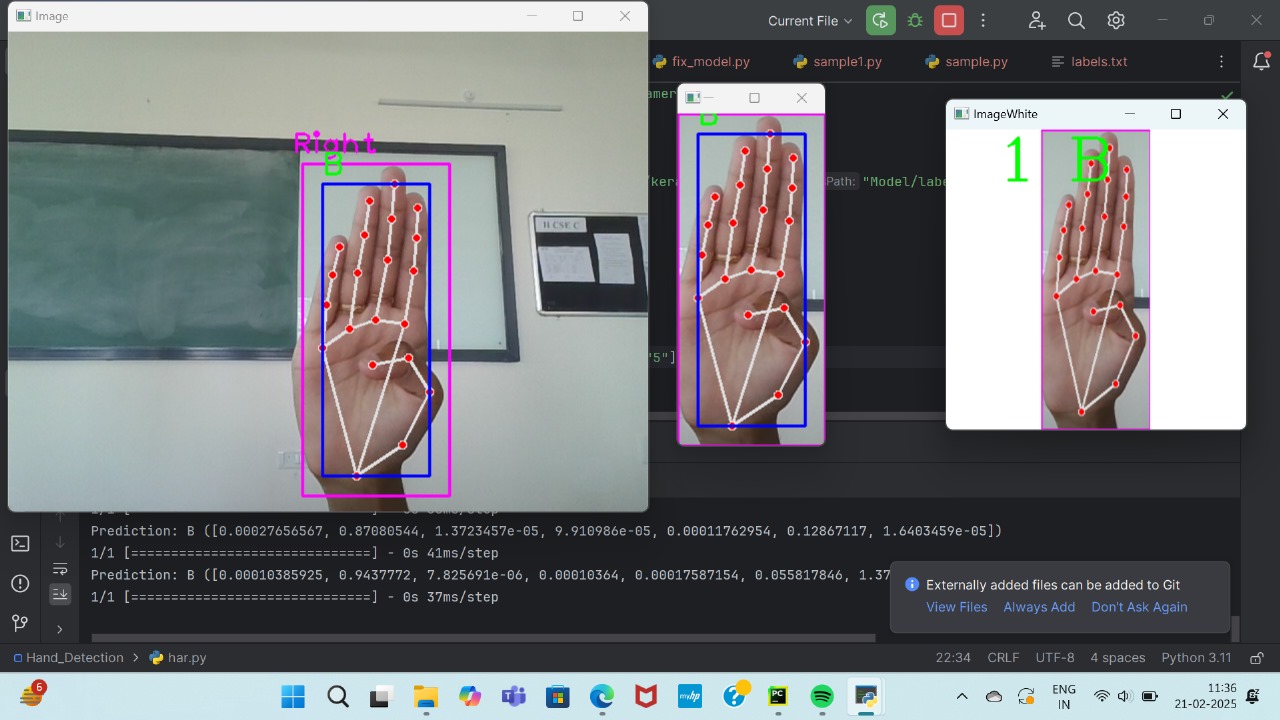 Image
Current File
fix_model.py
sample1.py
sample.py
labels.txt
Right
B
II CSE C
B
ImageWhite
1 B
Path: "Model/labe
"5"]
Prediction: B ([0.00027656567, 0.87080544, 1.3723457e-05, 9.910986e-05, 0.00011762954, 0.12867117, 1.6403459e-05])
1/1 [==============================] - 0s 41ms/step
Prediction: B ([0.00010385925, 0.9437772, 7.825691e-06, 0.00010364, 0.00017587154, 0.055817846, 1.37
1/1 [==============================] - 0s 37ms/step
Externally added files can be added to Git
View Files Always Add Don't Ask Again
Hand_Detection > har.py
22:34 CRLF UTF-8 4 spaces Python 3.11
6
myhp
PC
ENG
IN
11:36
21-02-2025